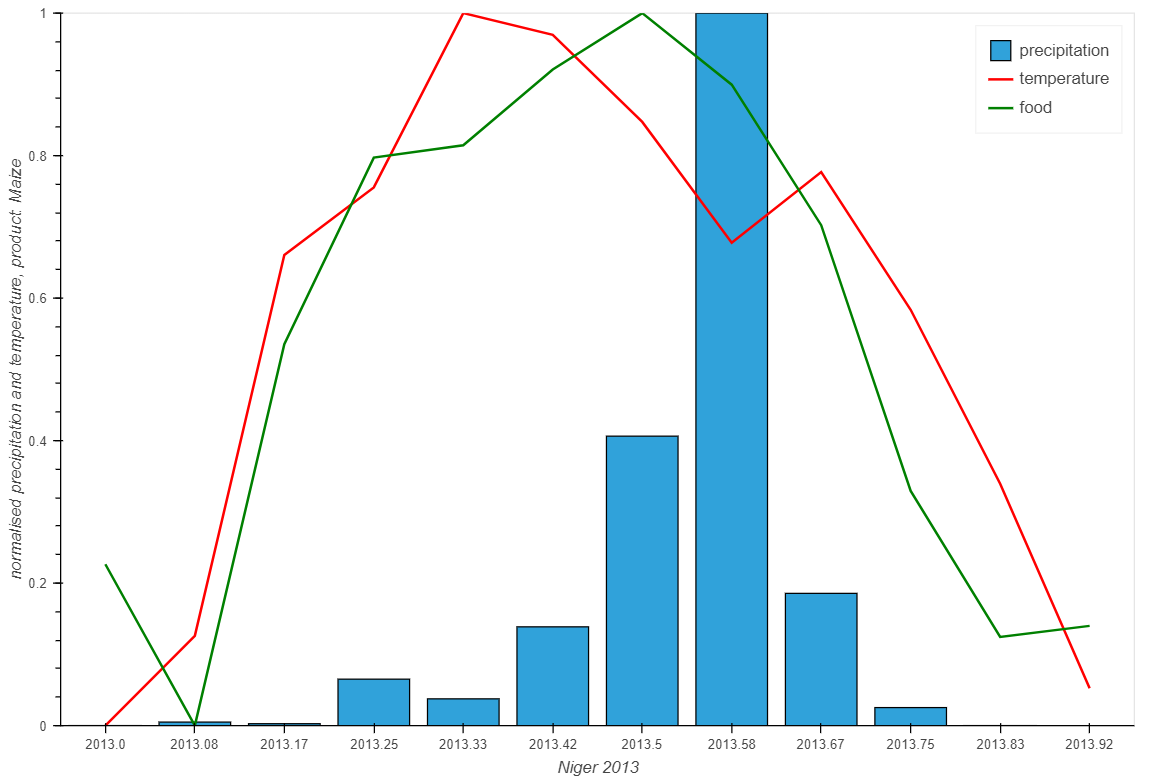 1
0.8
0.6
0.4
0.2
0
normalised precipitation and temperature, product: Maize
precipitation
temperature
food
2013.0 2013.08 2013.17 2013.25 2013.33 2013.42 2013.5 2013.58 2013.67 2013.75 2013.83 2013.92
Niger 2013